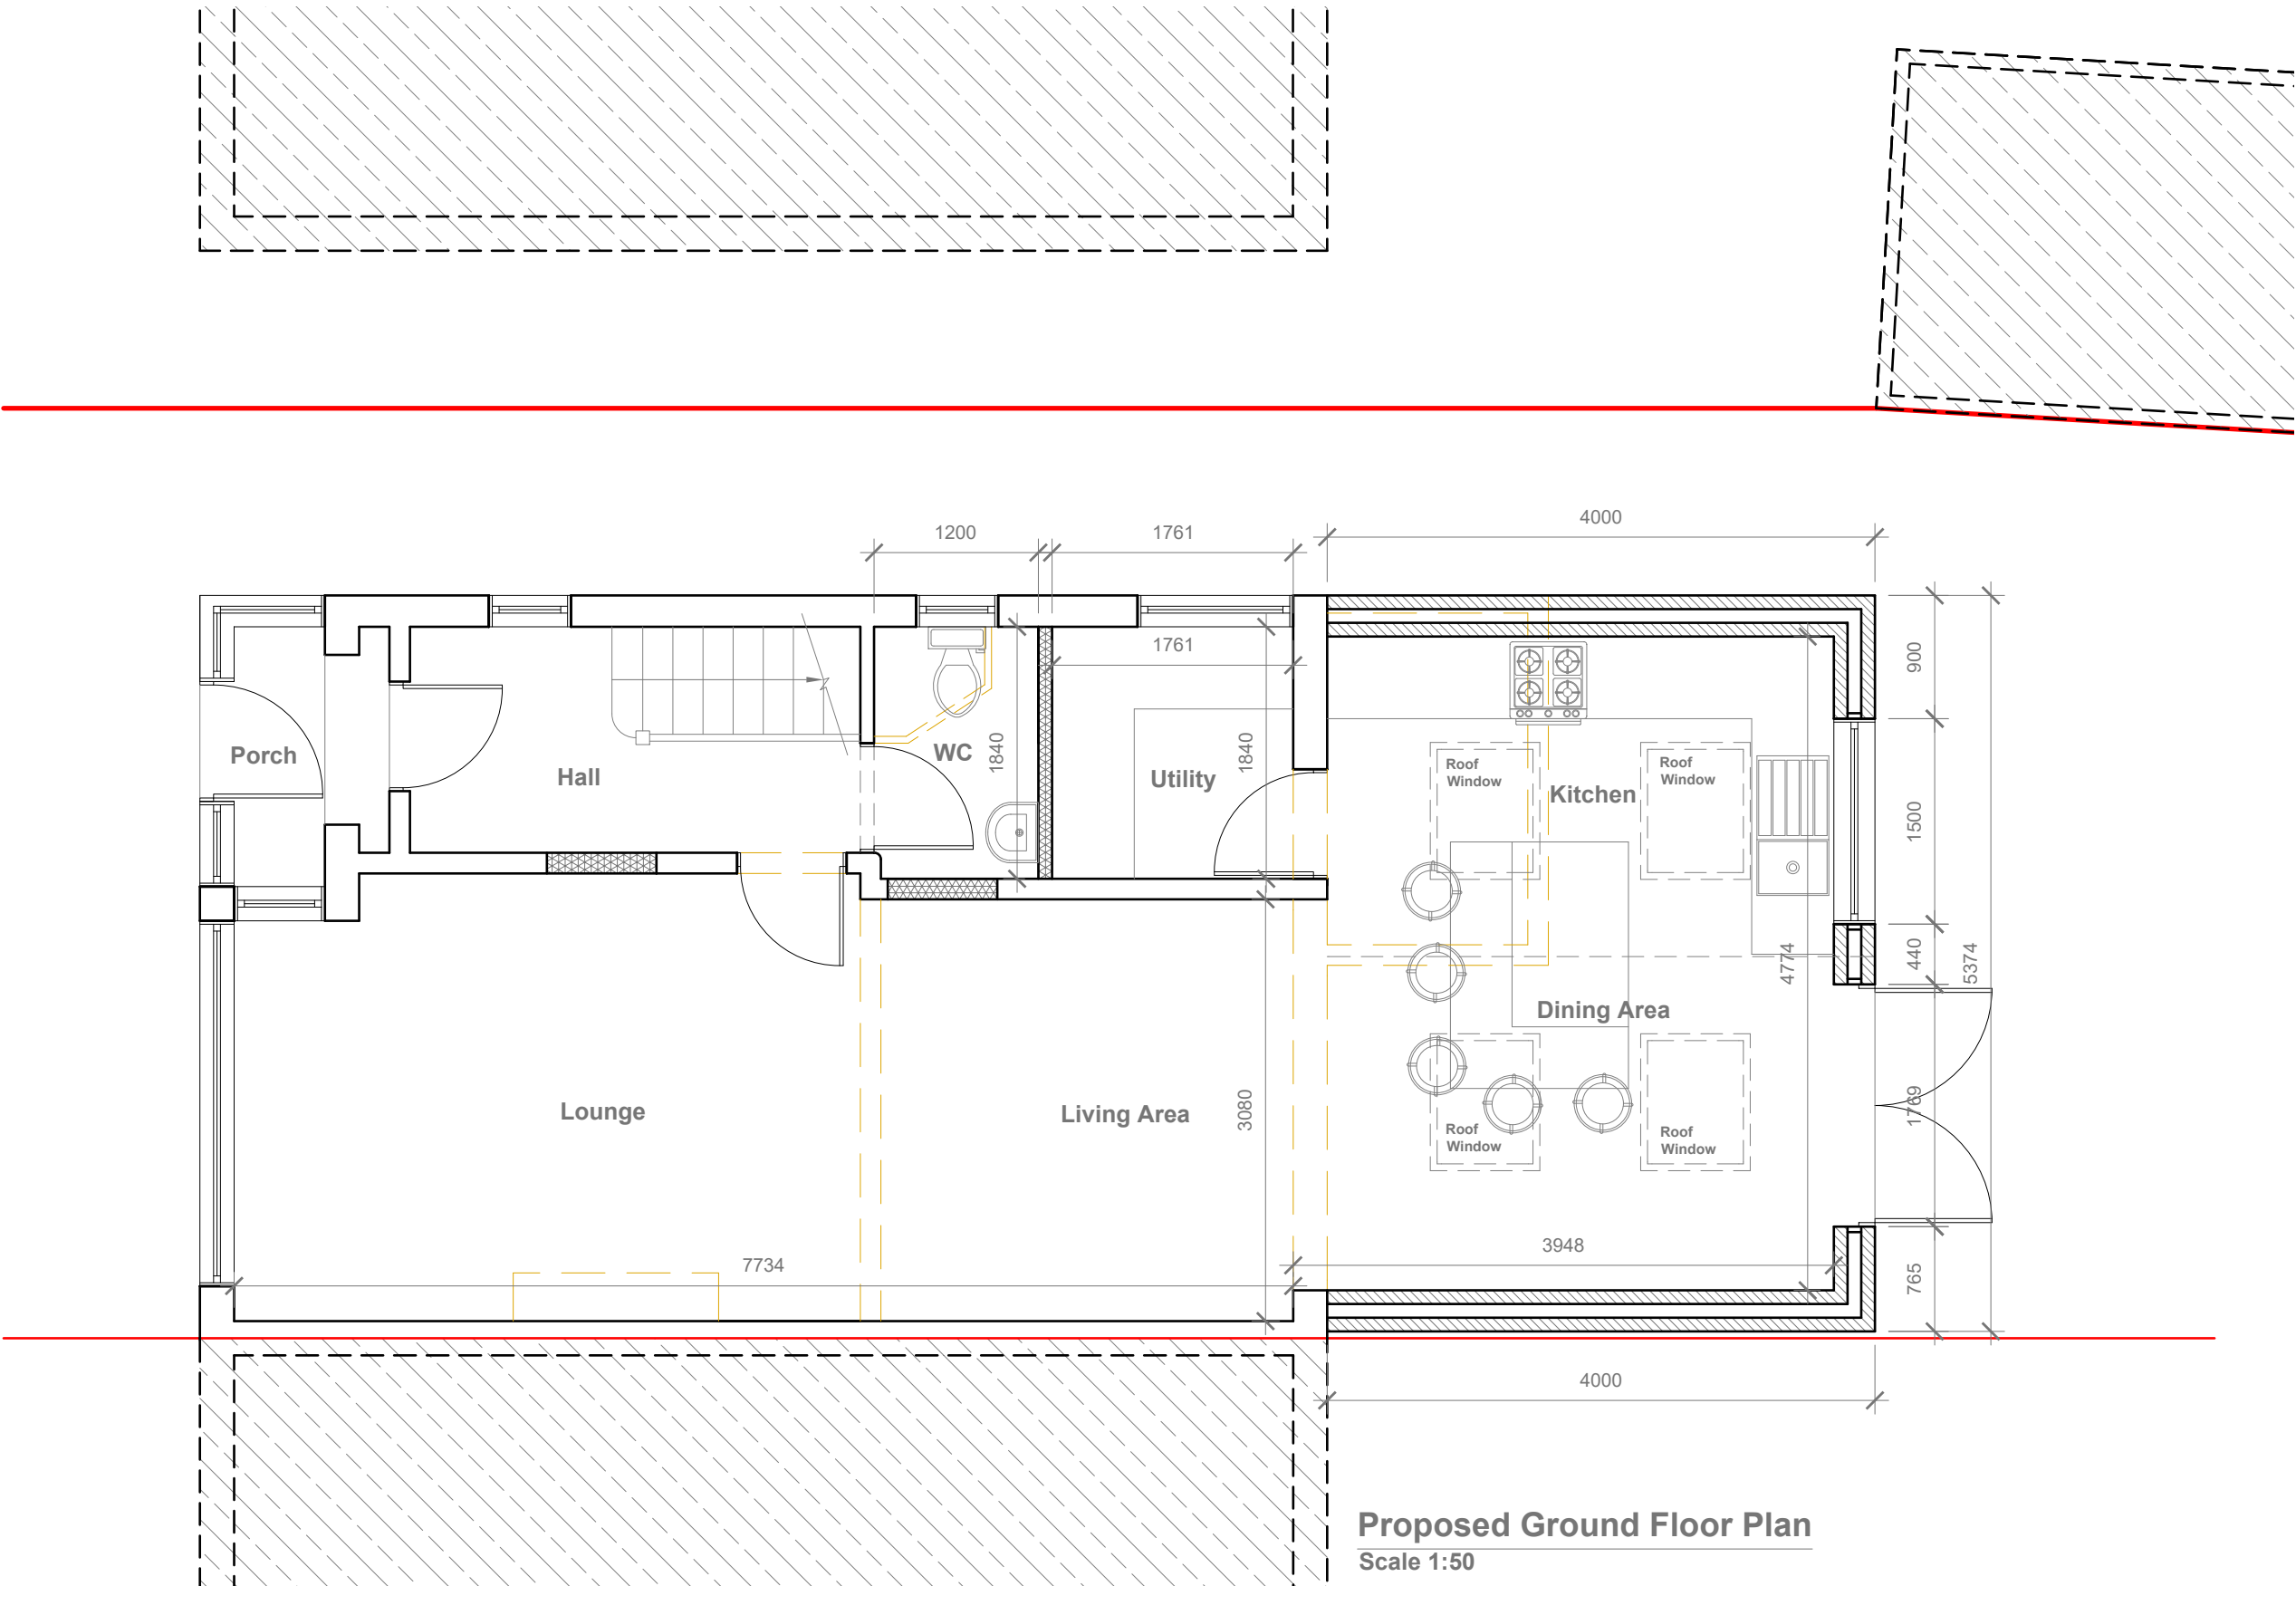 4000
1200
1761
1761
900
Porch
Hall
WC
1840
Utility
1840
Roof
Window
Roof
Window
Kitchen
1500
440
4774
5374
Dining Area
Lounge
Living Area
3080
1769
Roof
Window
Roof
Window
7734
3948
765
4000
Proposed Ground Floor Plan
Scale 1:50